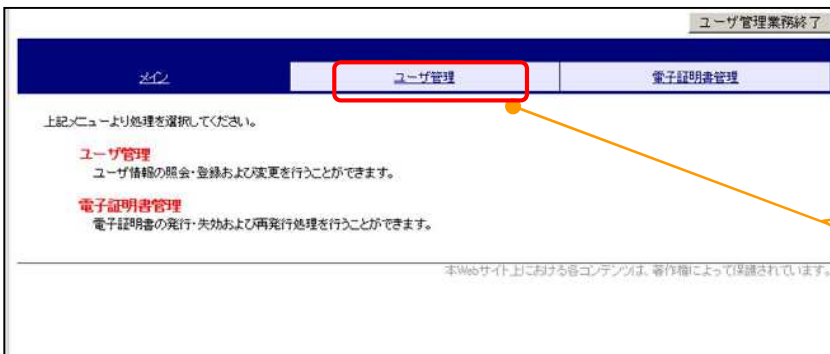 ユーザ管理業務終了
メイン ユーザ管理 電子証明書管理
上記メニューより処理を選択してください。
ユーザ管理
ユーザ情報の照会・登録および変更を行うことができます。
電子証明書管理
電子証明書の発行・失効および再発行処理を行うことができます。
本Webサイト上における各コンテンツは、著作権によって保護されています。